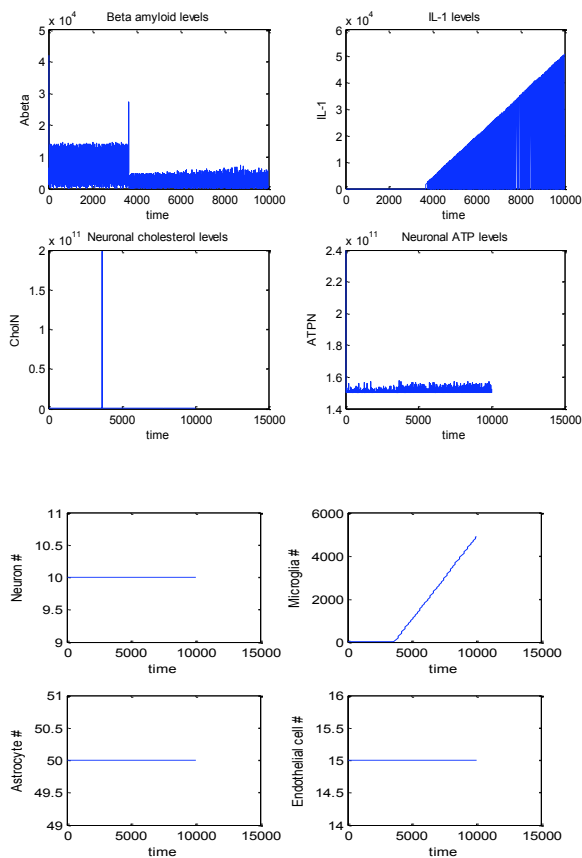 x 10^4 Beta amyloid levels
5
4
3
2
1
0
Abeta
0 2000 4000 6000 8000 10000
time
x 10^4 IL-1 levels
6
5
4
3
2
1
0
IL-1
0 2000 4000 6000 8000 10000
time
x 10^11 Neuronal cholesterol levels
2
1.5
1
0.5
0
CholN
0 5000 10000 15000
time
x 10^11 Neuronal ATP levels
2.4
2.2
2
1.8
1.6
1.4
ATPN
0 5000 10000 15000
time
11
10.5
10
9.5
9
Neuron #
0 5000 10000 15000
time
6000
4000
2000
0
Microglia #
0 5000 10000 15000
time
51
50.5
50
49.5
49
Astrocyte #
0 5000 10000 15000
time
16
15.5
15
14.5
14
Endothelial cell #
0 5000 10000 15000
time